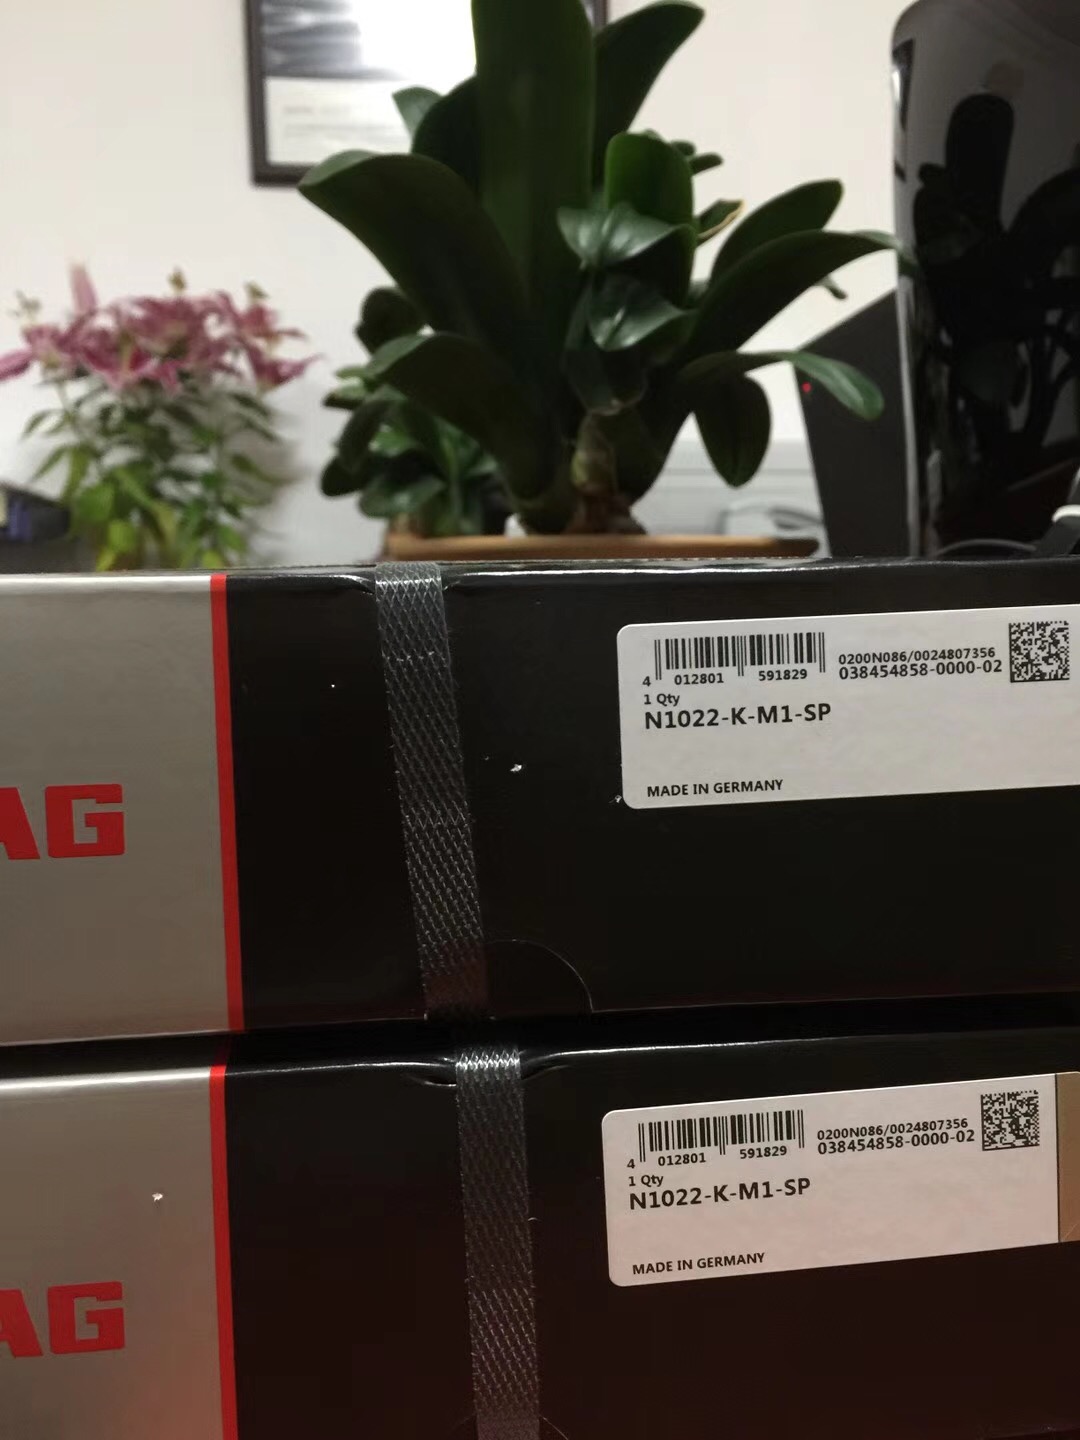 AG
4 012801 591829
0200N086/0024807356
038454858-0000-02
1 Qty
N1022-K-M1-SP
MADE IN GERMANY
AG
4 012801 591829
0200N086/0024807356
038454858-0000-02
1 Qty
N1022-K-M1-SP
MADE IN GERMANY